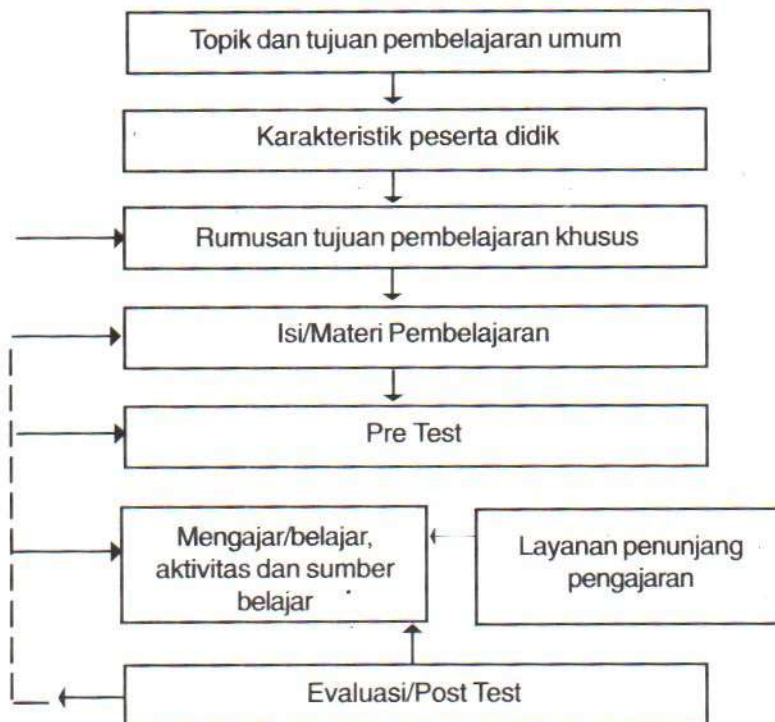 Topik dan tujuan pembelajaran umum
Karakteristik peserta didik
Rumusan tujuan pembelajaran khusus
Isi/Materi Pembelajaran
Pre Test
Mengajar/belajar,
aktivitas dan sumber
belajar
Layanan penunjang
pengajaran
Evaluasi/Post Test